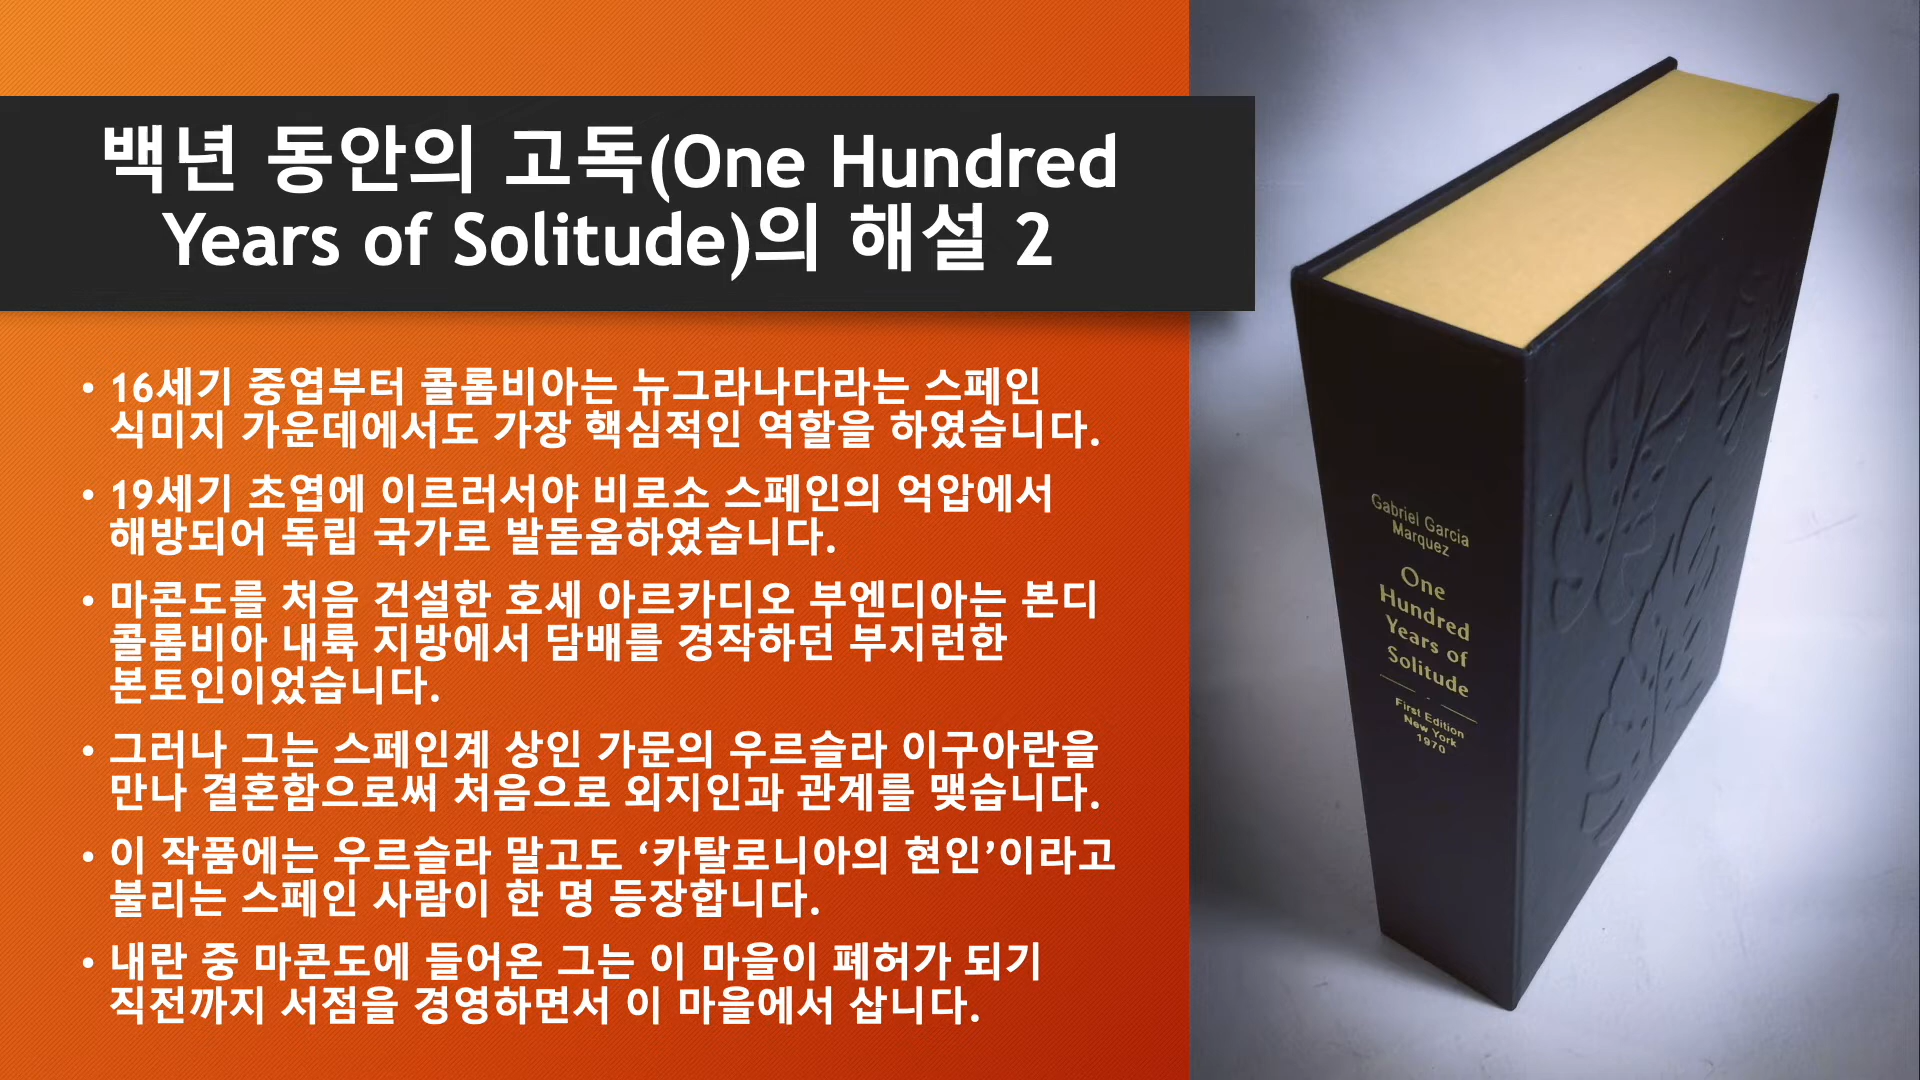 백년 동안의 고독(One Hundred
Years of Solitude)의 해설 2
• 16세기 중엽부터 콜롬비아는 뉴그라나다라는 스페인
식미지 가운데에서도 가장 핵심적인 역할을 하였습니다.
• 19세기 초엽에 이르러서야 비로소 스페인의 억압에서
해방되어 독립 국가로 발돋움하였습니다.
• 마콘도를 처음 건설한 호세 아르카디오 부엔디아는 본디
콜롬비아 내륙 지방에서 담배를 경작하던 부지런한
본토인이었습니다.
• 그러나 그는 스페인계 상인 가문의 우르슬라 이구아란을
만나 결혼함으로써 처음으로 외지인과 관계를 맺습니다.
• 이 작품에는 우르슬라 말고도 ‘카탈로니아의 현인’이라고
불리는 스페인 사람이 한 명 등장합니다.
• 내란 중 마콘도에 들어온 그는 이 마을이 폐허가 되기
직전까지 서점을 경영하면서 이 마을에서 삽니다.
Gabriel Garcia
Marquez
One
Hundred
Years of
Solitude
First Edition
New York
1970